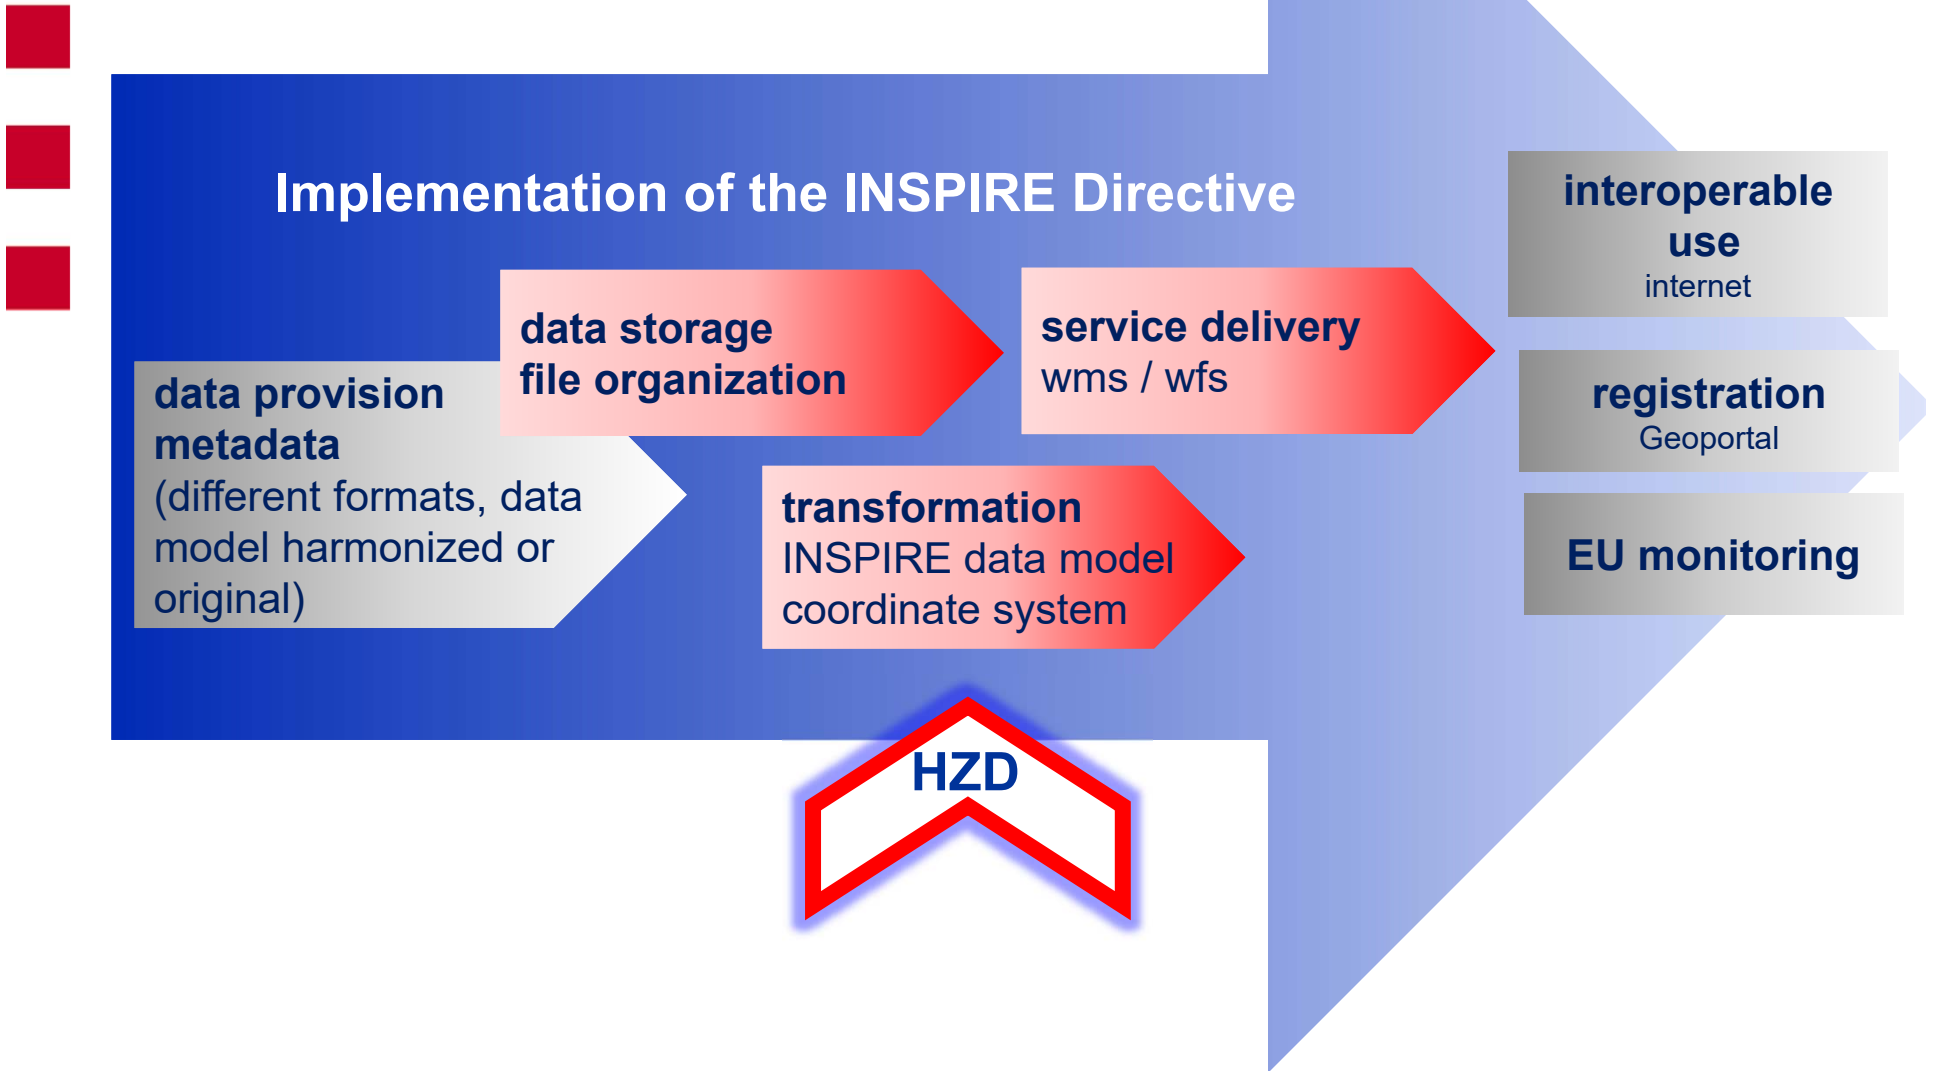 Implementation of the INSPIRE Directive
data provision
metadata
(different formats, data
model harmonized or
original)
data storage
file organization
transformation
INSPIRE data model
coordinate system
service delivery
wms / wfs
interoperable
use
internet
registration
Geoportal
EU monitoring
HZD